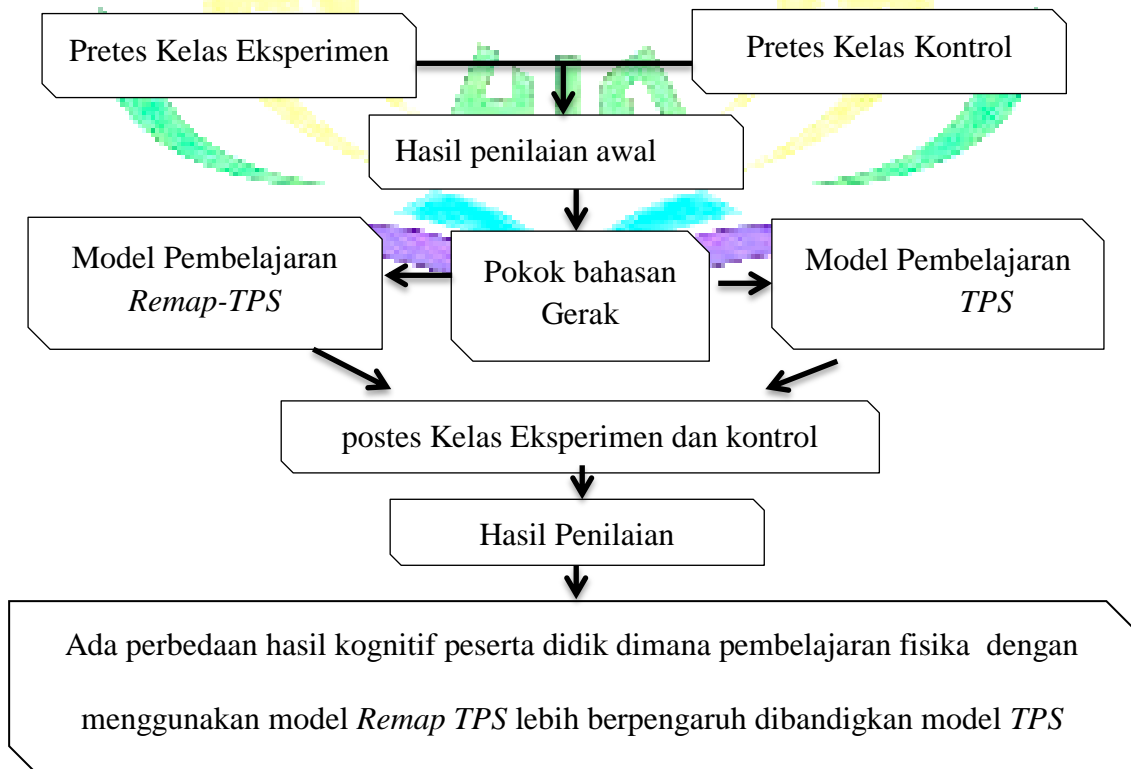 Pretes Kelas Eksperimen
Pretes Kelas Kontrol
Hasil penilaian awal
Model Pembelajaran
Remap-TPS
Pokok bahasan
Gerak
Model Pembelajaran
TPS
postes Kelas Eksperimen dan kontrol
Hasil Penilaian
Ada perbedaan hasil kognitif peserta didik dimana pembelajaran fisika dengan
menggunakan model Remap TPS lebih berpengaruh dibandigkan model TPS